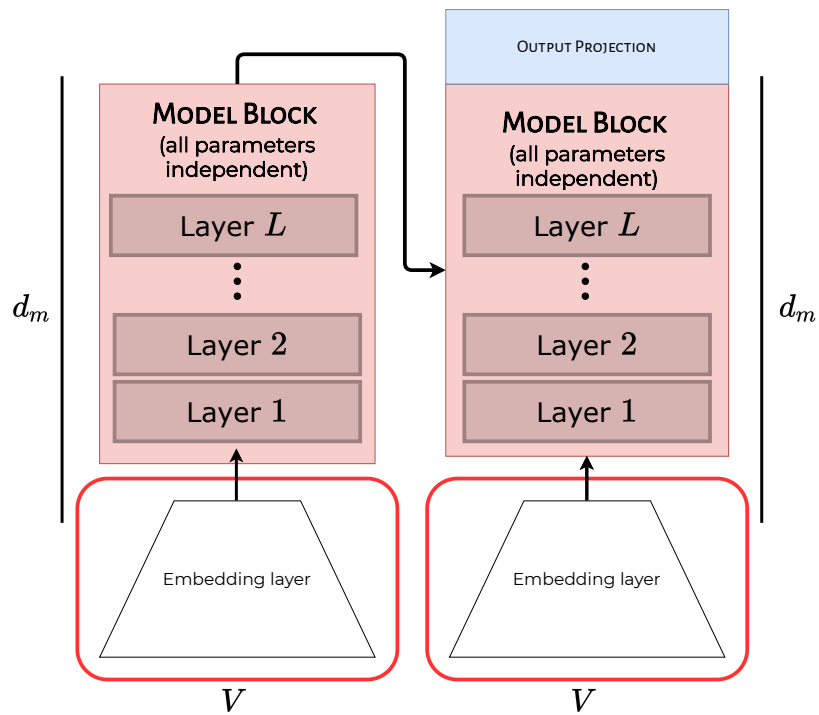 MODEL BLOCK
(all parameters
independent)
Layer L
Layer 2
Layer 1
Embedding layer
V
d_m
OUTPUT PROJECTION
MODEL BLOCK
(all parameters
independent)
Layer L
Layer 2
Layer 1
Embedding layer
V
d_m